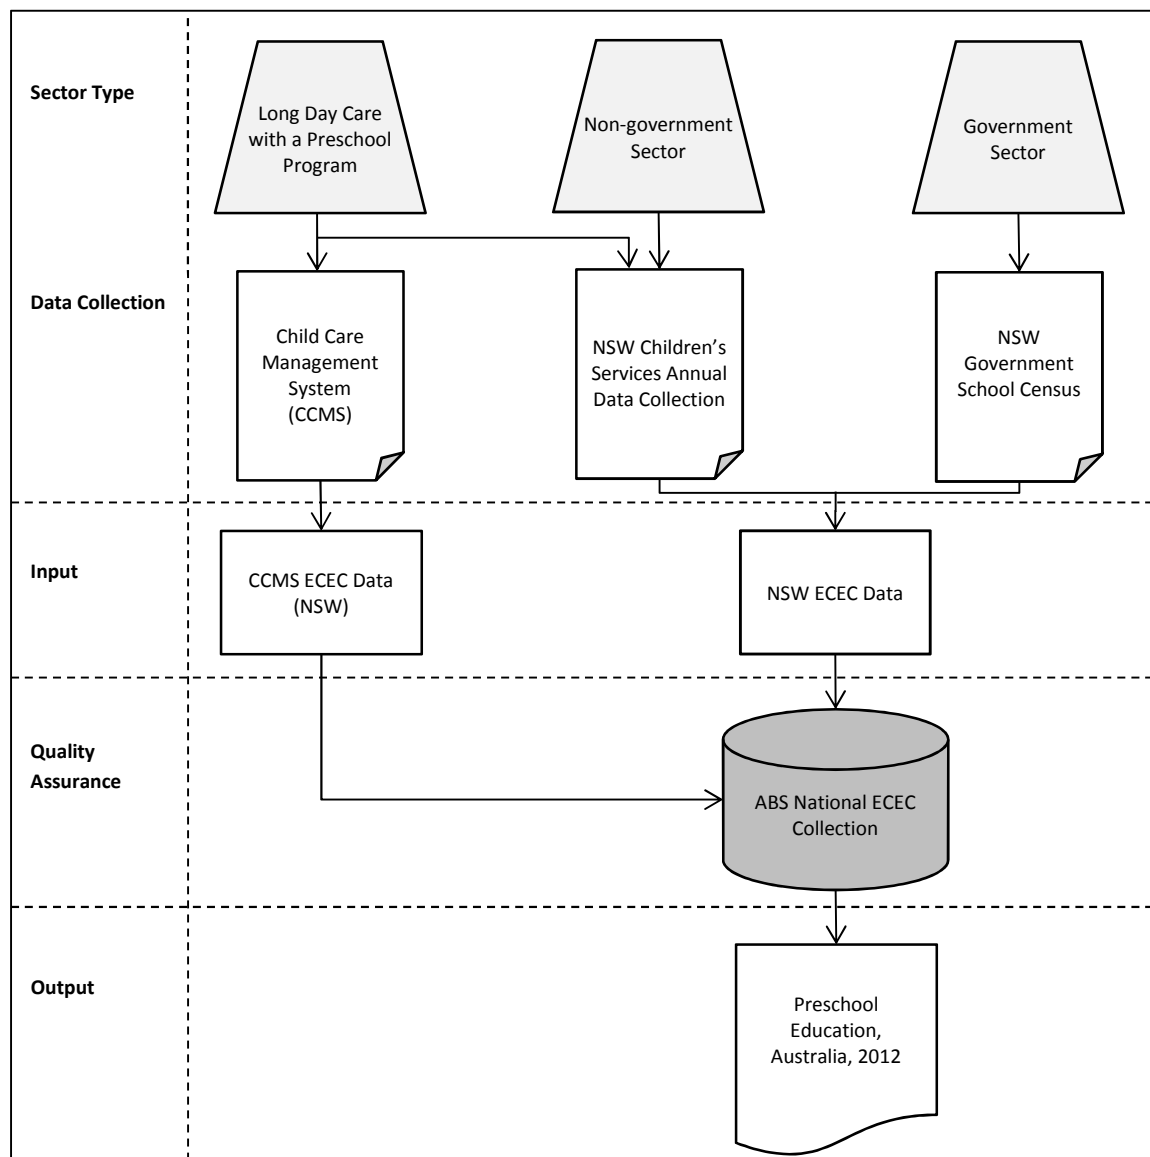 Sector Type
Long Day Care
with a Preschool
Program
Non-government
Sector
Government
Sector
Data Collection
Child Care
Management
System
(CCMS)
NSW Children’s
Services Annual
Data Collection
NSW
Government
School Census
Input
CCMS ECEC Data
(NSW)
NSW ECEC Data
Quality
Assurance
ABS National ECEC
Collection
Output
Preschool
Education,
Australia, 2012